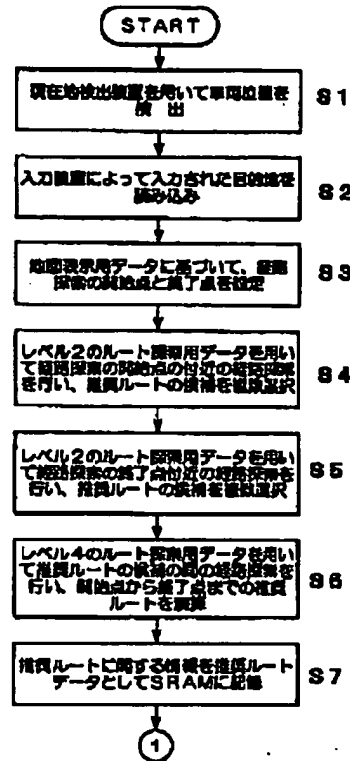 START
現在地検出装置を用いて車両位置を
検 出
S1
入力装置によって入力された目的地を
読み込み
S2
地図表示用データに基づいて、経路
探索の開始点と終了点を設定
S3
レベル2のルート探索用データを用い
て経路探索の開始点の付近の経路探索
を行い、推奨ルートの候補を複数選択
S4
レベル2のルート探索用データを用い
て経路探索の終了点付近の経路探索を
行い、推奨ルートの候補を複数選択
S5
レベル4のルート探索用データを用い
て推奨ルートの候補の間の経路探索を
行い、開始点から終了点までの推奨
ルートを演算
S6
推奨ルートに関する情報を推奨ルート
データとしてSRAMに記憶
S7
1